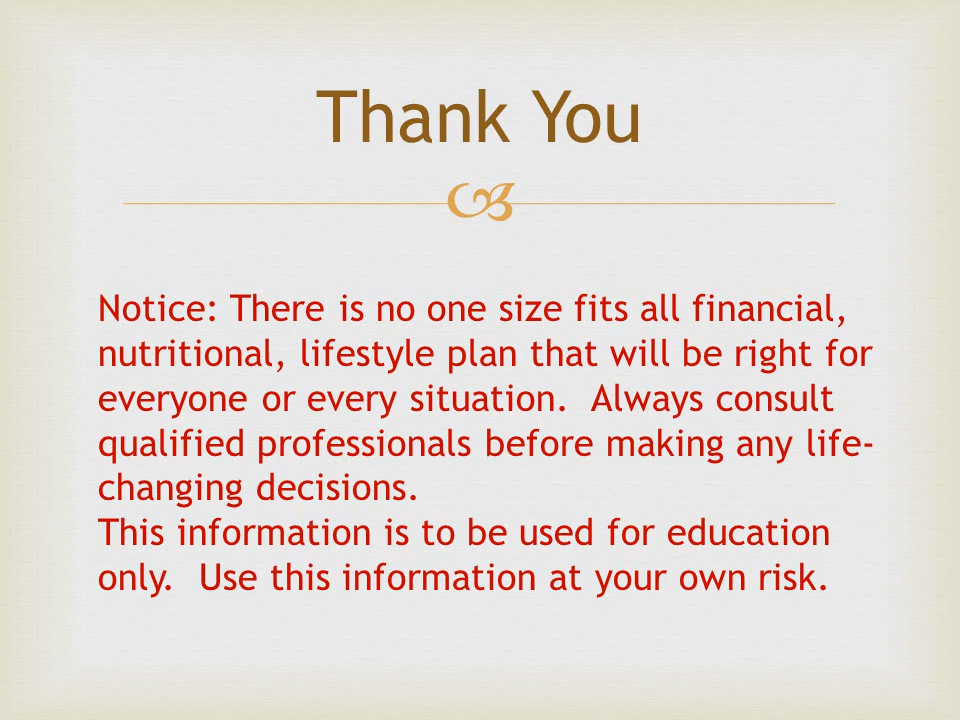 Thank You
Notice: There is no one size fits all financial,
nutritional, lifestyle plan that will be right for
everyone or every situation.  Always consult
qualified professionals before making any life-
changing decisions.
This information is to be used for education
only.  Use this information at your own risk.